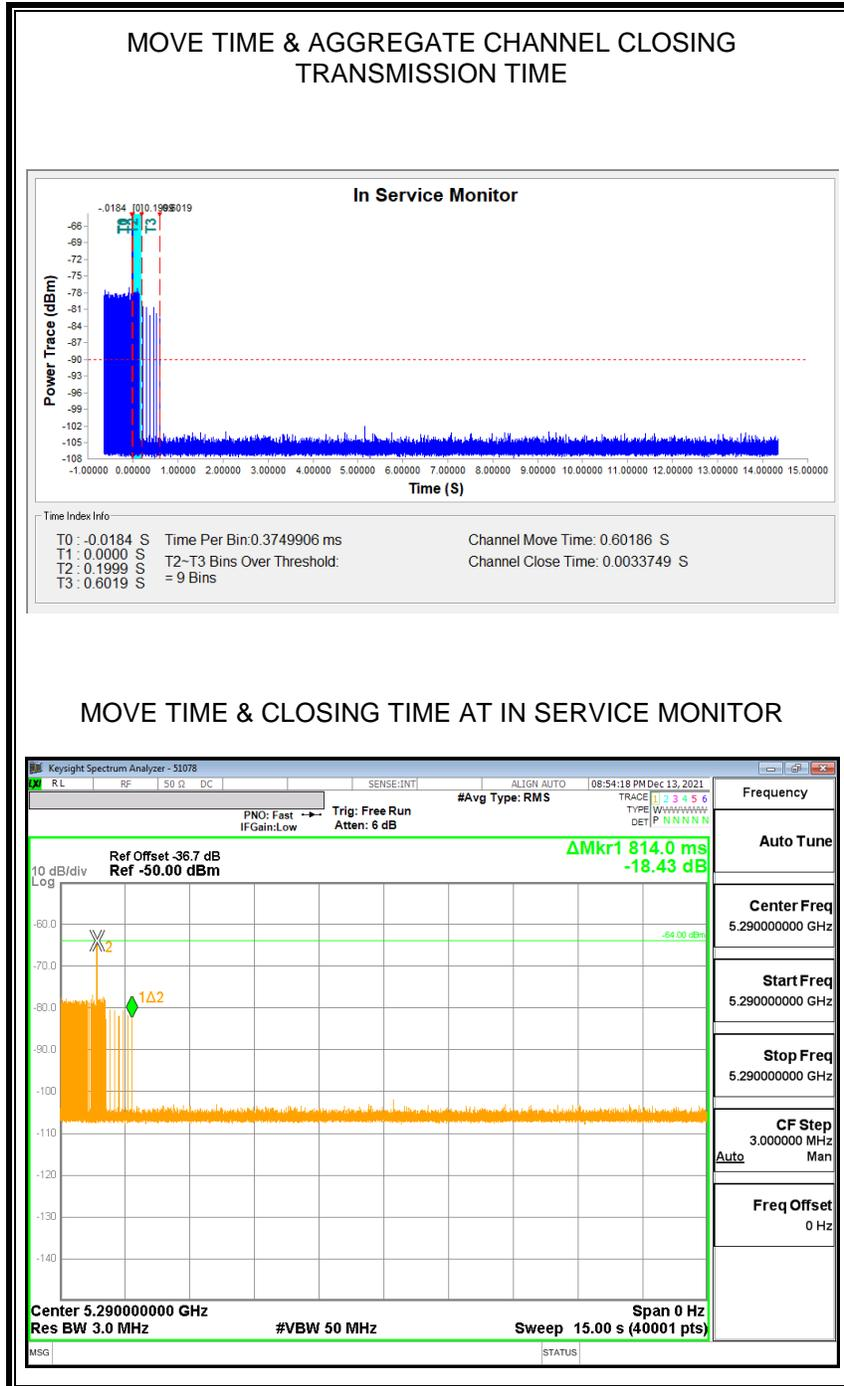 MOVE TIME & AGGREGATE CHANNEL CLOSING
TRANSMISSION TIME
In Service Monitor
-.0184 [0]0.1999
.6019
T2
T3
Power Trace (dBm)
-66
-69
-72
-75
-78
-81
-84
-87
-90
-93
-96
-99
-102
-105
-108
-1.00000 0.00000 1.00000 2.00000 3.00000 4.00000 5.00000 6.00000 7.00000 8.00000 9.00000 10.00000 11.00000 12.00000 13.00000 14.00000 15.00000
Time (S)
Time Index Info
T0 : -0.0184 S
T1 : 0.0000 S
T2 : 0.1999 S
T3 : 0.6019 S
Time Per Bin:0.3749906 ms
T2~T3 Bins Over Threshold:
= 9 Bins
Channel Move Time: 0.60186 S
Channel Close Time: 0.0033749 S
MOVE TIME & CLOSING TIME AT IN SERVICE MONITOR
Keysight Spectrum Analyzer - 51078
LXI RL RF 50 Ω DC SENSE:INT ALIGN AUTO 08:54:18 PM Dec 13, 2021
PNO: Fast
IFGain:Low
Trig: Free Run
Atten: 6 dB
#Avg Type: RMS
TRACE 1 2 3 4 5 6
TYPE WWWWWW
DET P N N N N N
ΔMkr1 814.0 ms
-18.43 dB
10 dB/div
Log
Ref Offset -36.7 dB
Ref -50.00 dBm
-60.0
-70.0
-80.0
-90.0
-100
-110
-120
-130
-140
2
1Δ2
-64.00 dBm
Center 5.290000000 GHz
Span 0 Hz
Res BW 3.0 MHz
#VBW 50 MHz
Sweep 15.00 s (40001 pts)
MSG
STATUS
Frequency
Auto Tune
Center Freq
5.290000000 GHz
Start Freq
5.290000000 GHz
Stop Freq
5.290000000 GHz
CF Step
3.000000 MHz
Auto Man
Freq Offset
0 Hz